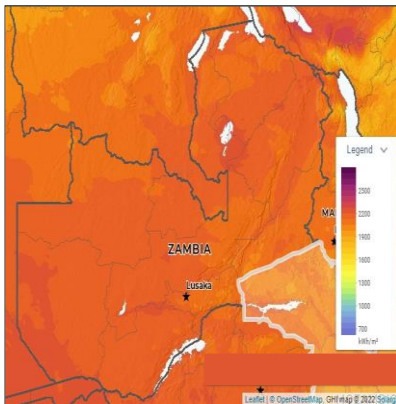 Legend
2500
2200
1900
1600
1300
1000
700
kWh/m²
MA
ZAMBIA
Lusaka
Leaflet | © OpenStreetMap, GHI map © 2022 Solarg